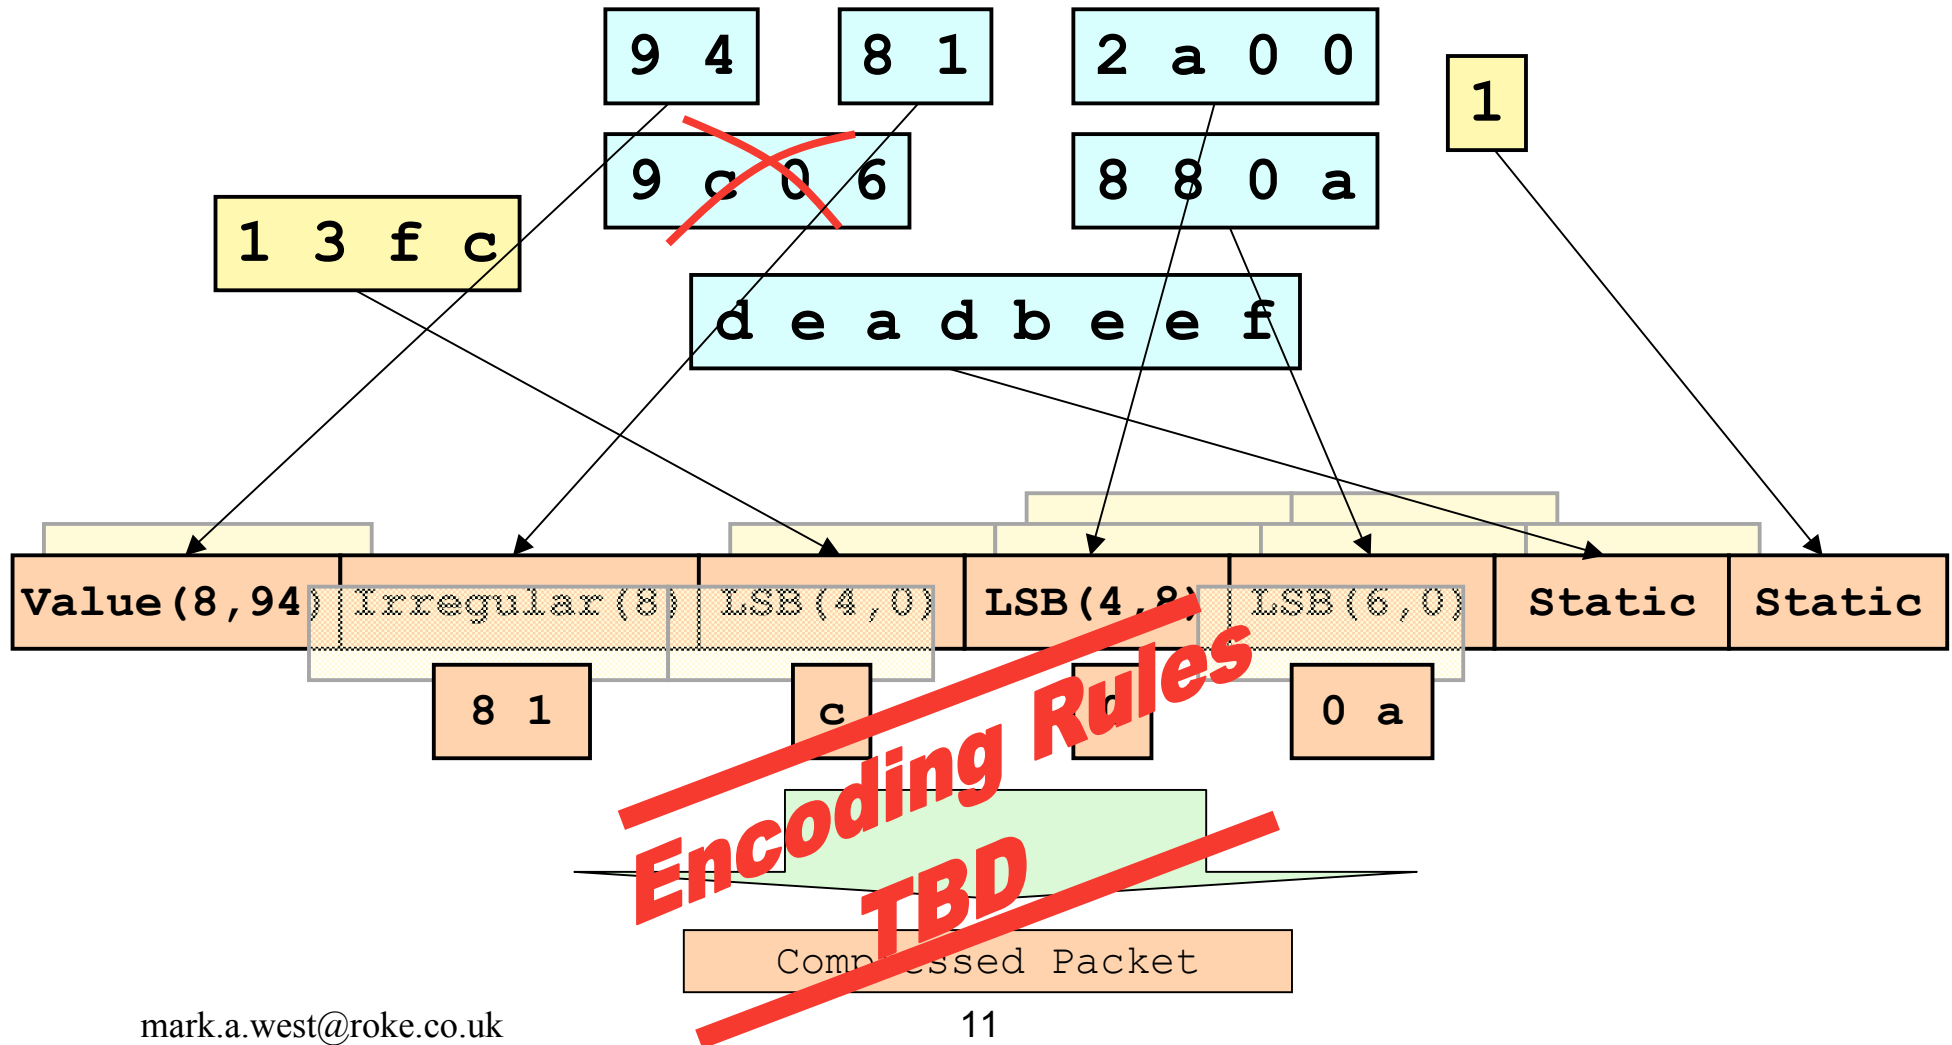 9 4 8 1 2 a 0 0 1
9 c 0 6 8 8 0 a
1 3 f c
d e a d b e e f
Value(8,94) Irregular(8) LSB(4,0) LSB(4,8) LSB(6,0) Static Static
8 1 c 0 a
Encoding Rules
TBD
Compressed Packet
mark.a.west@roke.co.uk 11